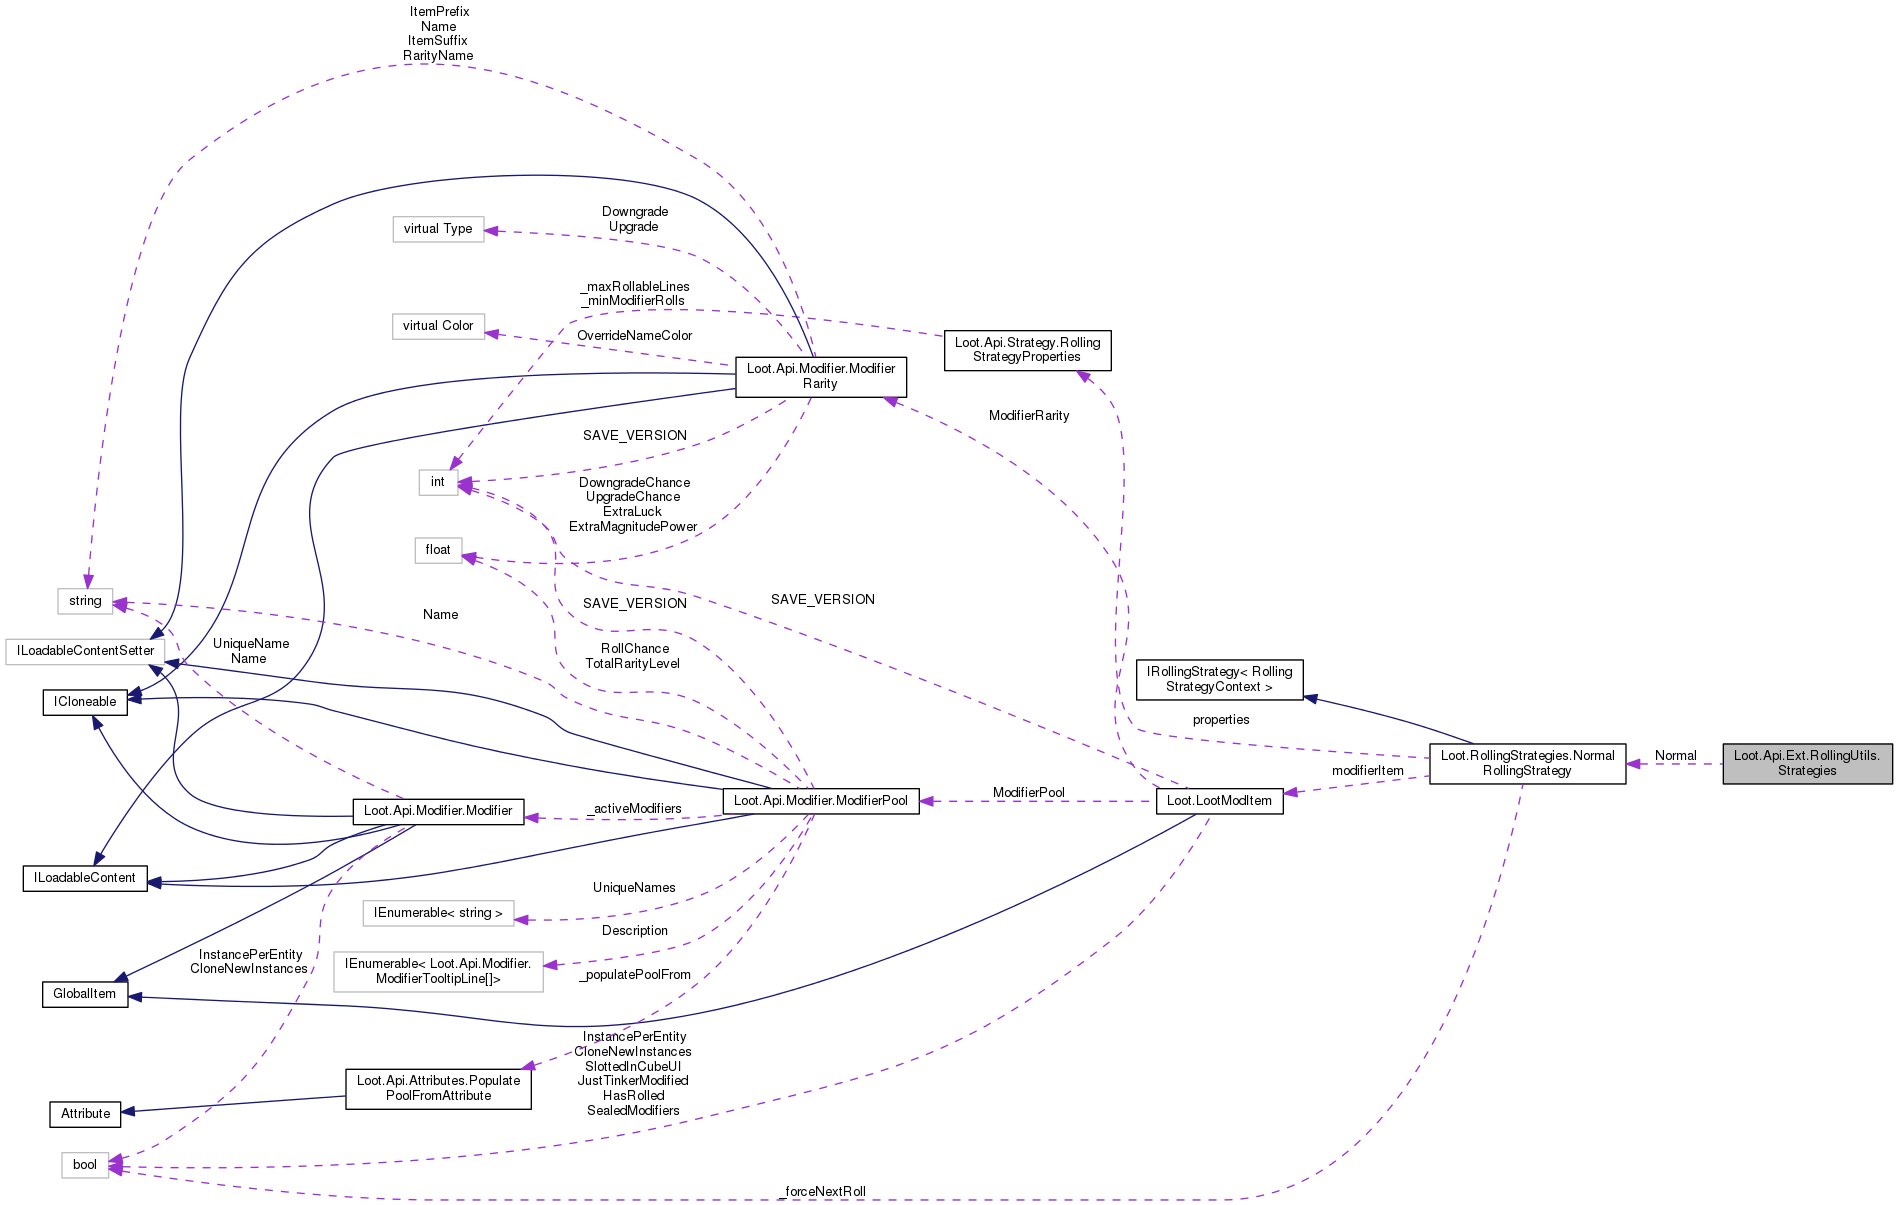 ItemPrefix
Name
ItemSuffix
RarityName
virtual Type
Downgrade
Upgrade
_maxRollableLines
_minModifierRolls
virtual Color
OverrideNameColor
Loot.Api.Strategy.Rolling
StrategyProperties
Loot.Api.Modifier.Modifier
Rarity
ModifierRarity
SAVE_VERSION
int
DowngradeChance
UpgradeChance
ExtraLuck
ExtraMagnitudePower
float
string
SAVE_VERSION
SAVE_VERSION
Name
UniqueName
Name
RollChance
TotalRarityLevel
ILoadableContentSetter
IRollingStrategy< Rolling
StrategyContext >
ICloneable
properties
Loot.RollingStrategies.Normal
RollingStrategy
Normal
Loot.Api.Ext.RollingUtils.
Strategies
modifierItem
ModifierPool
Loot.LootModItem
Loot.Api.Modifier.ModifierPool
_activeModifiers
Loot.Api.Modifier.Modifier
ILoadableContent
UniqueNames
IEnumerable< string >
Description
IEnumerable< Loot.Api.Modifier.
ModifierTooltipLine[]>
InstancePerEntity
CloneNewInstances
_populatePoolFrom
GlobalItem
InstancePerEntity
CloneNewInstances
SlottedInCubeUI
JustTinkerModified
HasRolled
SealedModifiers
Loot.Api.Attributes.Populate
PoolFromAttribute
Attribute
bool
_forceNextRoll